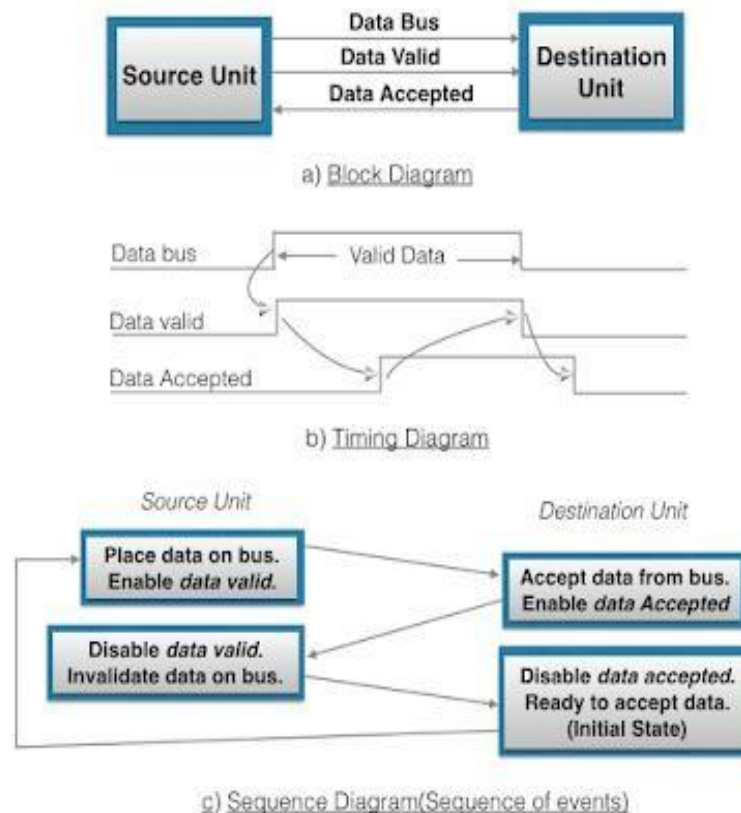 Data Bus
Data Valid
Data Accepted
Source Unit
Destination
Unit
a) Block Diagram
Data bus
Valid Data
Data valid
Data Accepted
b) Timing Diagram
Source Unit
Destination Unit
Place data on bus.
Enable data valid.
Accept data from bus.
Enable data Accepted
Disable data valid.
Invalidate data on bus.
Disable data accepted.
Ready to accept data.
(Initial State)
c) Sequence Diagram(Sequence of events)